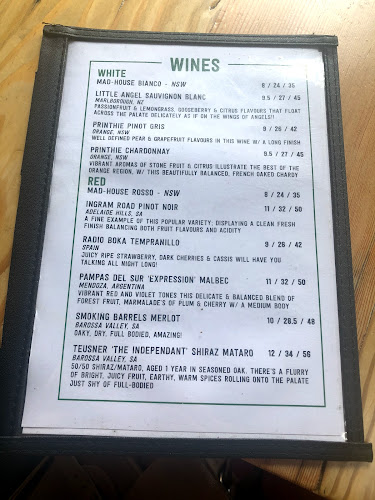 WINES
WHITE
MAD-HOUSE BIANCO - NSW 8 / 24 / 35
LITTLE ANGEL SAUVIGNON BLANC 9.5 / 27 / 45
MARLBOROUGH, NZ
PASSIONFRUIT & LEMONGRASS, GOOSEBERRY & CITRUS FLAVOURS THAT FLOAT
ACROSS THE PALATE DELICATELY AS IF ON THE WINGS OF ANGELS!!
PRINTHIE PINOT GRIS 9 / 26 / 42
ORANGE, NSW
WELL DEFINED PEAR & GRAPEFRUIT FLAVOURS IN THIS WINE W/ A LONG FINISH
PRINTHIE CHARDONNAY 9.5 / 27 / 45
ORANGE, NSW
VIBRANT AROMAS OF STONE FRUIT & CITRUS ILLUSTRATE THE BEST OF THE
ORANGE REGION, W/ THIS BEAUTIFULLY BALANCED, FRENCH OAKED CHARDY
RED
MAD-HOUSE ROSSO - NSW 8 / 24 / 35
INGRAM ROAD PINOT NOIR 11 / 32 / 50
ADELAIDE HILLS, SA
A FINE EXAMPLE OF THIS POPULAR VARIETY, DISPLAYING A CLEAN FRESH
FINISH BALANCING BOTH FRUIT FLAVOURS AND ACIDITY
RADIO BOKA TEMPRANILLO 9 / 26 / 42
SPAIN
JUICY RIPE STRAWBERRY, DARK CHERRIES & CASSIS WILL HAVE YOU
TALKING ALL NIGHT LONG!
PAMPAS DEL SUR 'EXPRESSION' MALBEC 11 / 32 / 50
MENDOZA, ARGENTINA
VIBRANT RED AND VIOLET TONES THIS DELICATE & BALANCED BLEND OF
FOREST FRUIT, MARMALADE'S OF PLUM & CHERRY W/ A MEDIUM BODY
SMOKING BARRELS MERLOT 10 / 28.5 / 48
BAROSSA VALLEY, SA
OAKY, DRY, FULL BODIED, AMAZING!
TEUSNER 'THE INDEPENDANT' SHIRAZ MATARO 12 / 34 / 56
BAROSSA VALLEY, SA
50/50 SHIRAZ/MATARO, AGED 1 YEAR IN SEASONED OAK. THERE'S A FLURRY
OF BRIGHT, JUICY FRUIT, EARTHY, WARM SPICES ROLLING ONTO THE PALATE
JUST SHY OF FULL-BODIED